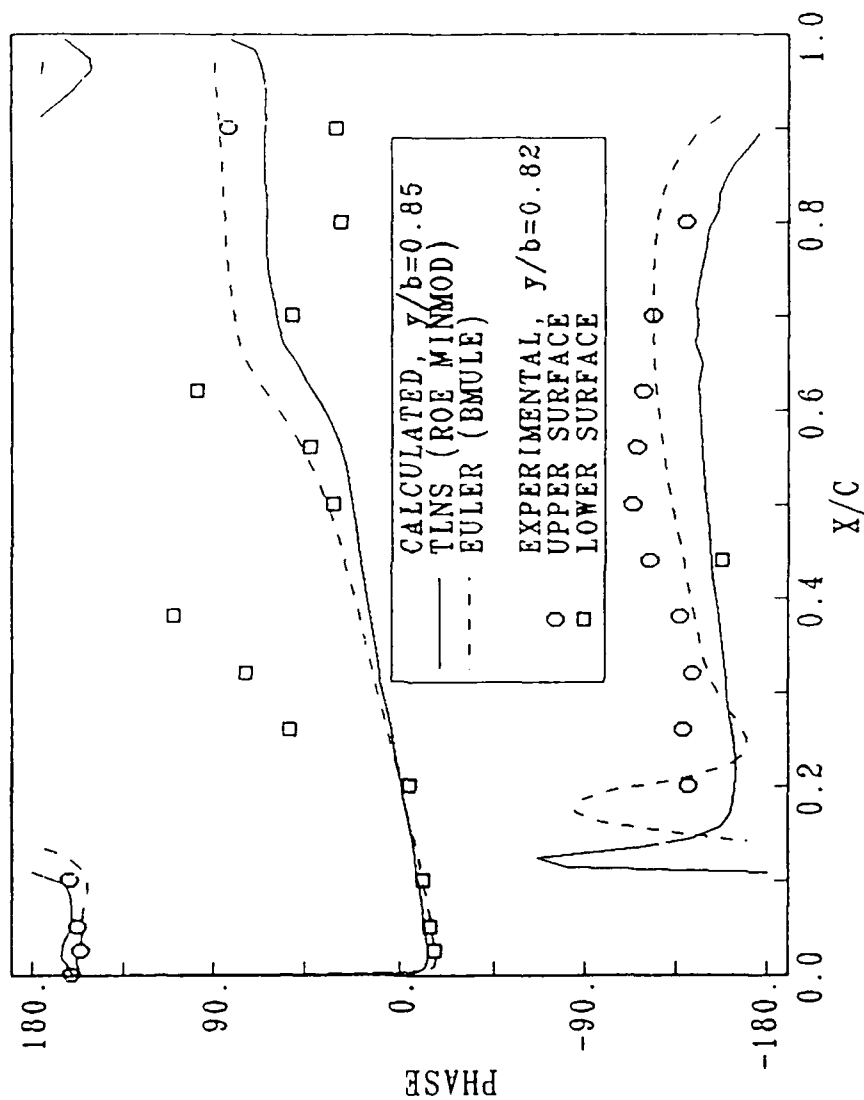 PHASE
180.
90.
0.
-90.
-180.
0.0
0.2
0.4
0.6
0.8
1.0
X/C
CALCULATED, y/b=0.85
TLNS (ROE MINMOD)
EULER (BMULE)
EXPERIMENTAL, y/b=0.82
UPPER SURFACE
LOWER SURFACE